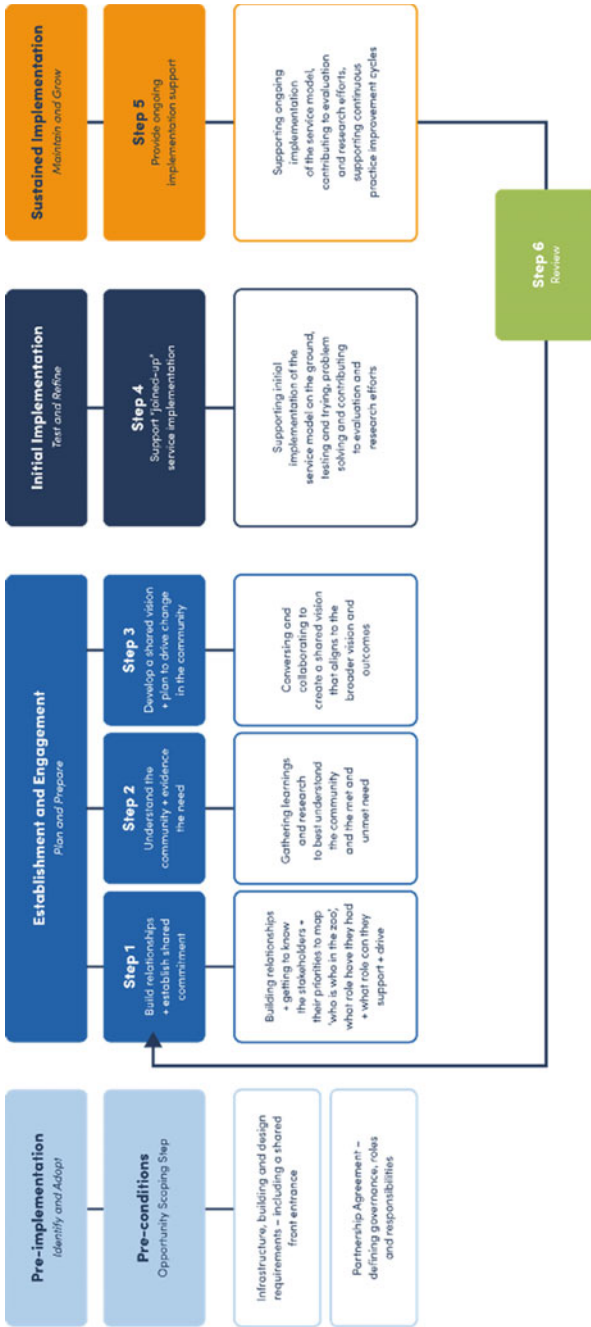 Pre-implementation
Identify and Adopt
Pre-conditions
Opportunity Scoping Step
Infrastructure, building and design
requirements – including a shared
front entrance
Partnership Agreement –
defining governance, roles
and responsibilities
Establishment and Engagement
Plan and Prepare
Step 1
Build relationships
+ establish shared
commitment
Building relationships
+ getting to know
the stakeholders +
their priorities to map
‘who is who in the zoo’,
what role have they had
+ what role can they
support + drive
Step 2
Understand the
community + evidence
the need
Gathering learnings
and research
to best understand
the community
and the met and
unmet need
Step 3
Develop a shared vision
+ plan to drive change
in the community
Conversing and
collaborating to
create a shared vision
that aligns to the
broader vision and
outcomes
Initial Implementation
Test and Refine
Step 4
Support “joined-up”
service implementation
Supporting initial
implementation of the
service model on the ground,
testing and trying, problem
solving and contributing
to evaluation and
research efforts
Sustained Implementation
Maintain and Grow
Step 5
Provide ongoing
implementation support
Supporting ongoing
implementation
of the service model,
contributing to evaluation
and research efforts,
supporting continuous
practice improvement cycles
Step 6
Review